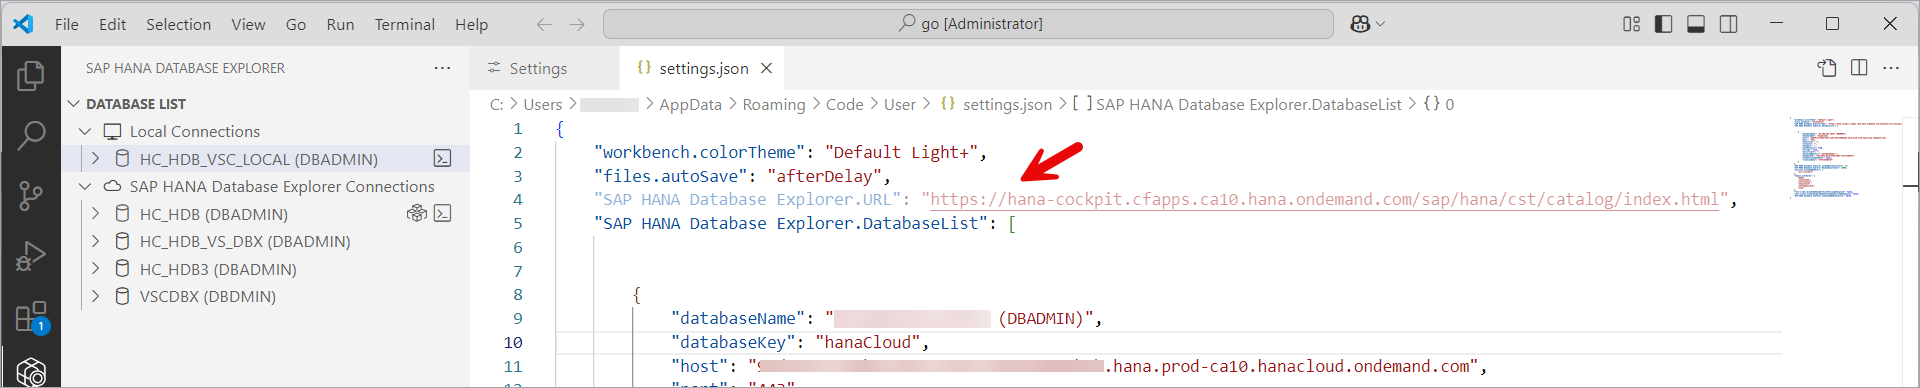 File Edit Selection View Go Run Terminal Help
go [Administrator]
SAP HANA DATABASE EXPLORER
DATABASE LIST
Local Connections
HC_HDB_VSC_LOCAL (DBADMIN)
SAP HANA Database Explorer Connections
HC_HDB (DBADMIN)
HC_HDB_VS_DBX (DBADMIN)
HC_HDB3 (DBADMIN)
VSCDBX (DBDMIN)
1
Settings
{} settings.json
C: > Users > > AppData > Roaming > Code > User > {} settings.json > [ ] SAP HANA Database Explorer.DatabaseList > {} 0
1 {
2 "workbench.colorTheme": "Default Light+",
3 "files.autoSave": "afterDelay",
4 "SAP HANA Database Explorer.URL": "https://hana-cockpit.cfapps.ca10.hana.ondemand.com/sap/hana/cst/catalog/index.html",
5 "SAP HANA Database Explorer.DatabaseList": [
6
7
8 {
9 "databaseName": " (DBADMIN)",
10 "databaseKey": "hanaCloud",
11 "host": " .hana.prod-ca10.hanacloud.ondemand.com",